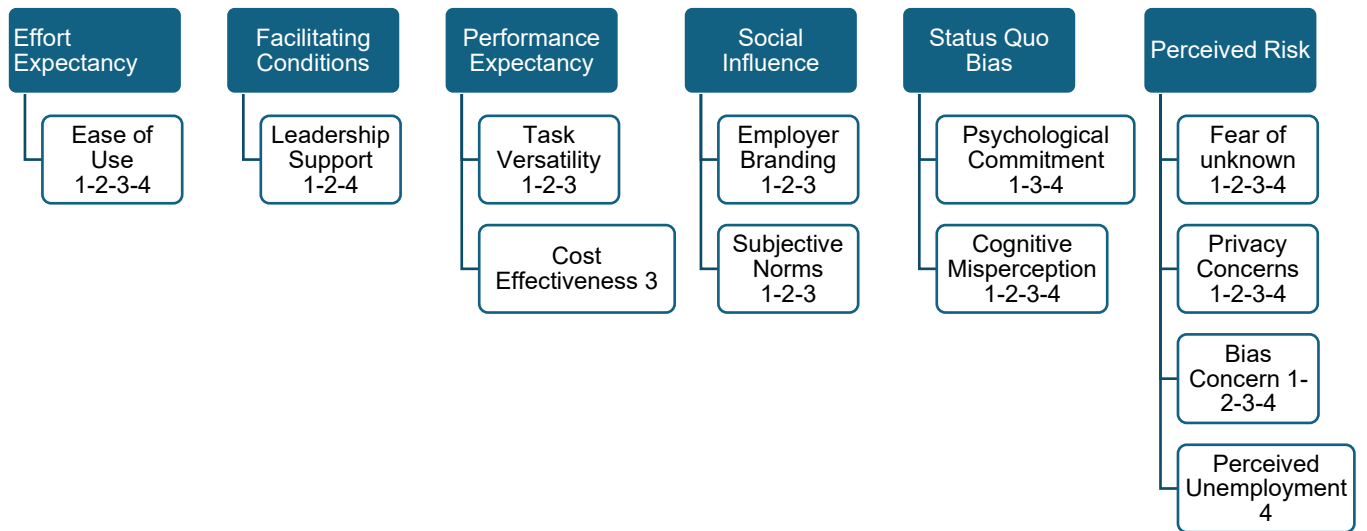 Effort
Expectancy
Ease of
Use
1-2-3-4
Facilitating
Conditions
Leadership
Support
1-2-4
Performance
Expectancy
Task
Versatility
1-2-3
Cost
Effectiveness 3
Social
Influence
Employer
Branding
1-2-3
Subjective
Norms
1-2-3
Status Quo
Bias
Psychological
Commitment
1-3-4
Cognitive
Misperception
1-2-3-4
Perceived Risk
Fear of
unknown
1-2-3-4
Privacy
Concerns
1-2-3-4
Bias
Concern 1-
2-3-4
Perceived
Unemployment
4